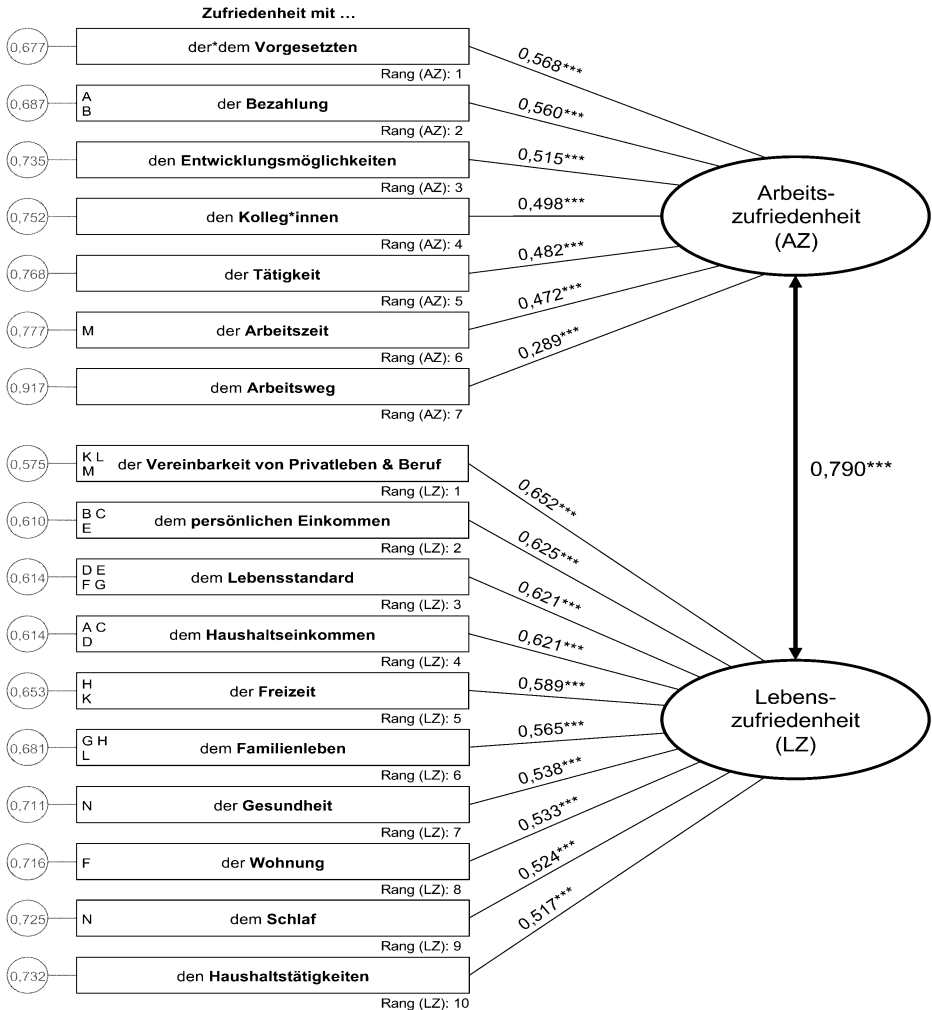 Zufriedenheit mit ...
0,677
der*dem Vorgesetzten
0,568***
Rang (AZ): 1
0,687
A
B
der Bezahlung
0,560***
Rang (AZ): 2
0,735
den Entwicklungsmöglichkeiten
0,515***
Rang (AZ): 3
0,752
den Kolleg*innen
0,498***
Rang (AZ): 4
0,768
der Tätigkeit
0,482***
Rang (AZ): 5
0,777
M
der Arbeitszeit
0,472***
Rang (AZ): 6
0,917
dem Arbeitsweg
0,289***
Rang (AZ): 7
Arbeits-
zufriedenheit
(AZ)
0,790***
0,575
K L
M
der Vereinbarkeit von Privatleben & Beruf
0,652***
Rang (LZ): 1
0,610
B C
E
dem persönlichen Einkommen
0,625***
Rang (LZ): 2
0,614
D E
F G
dem Lebensstandard
0,621***
Rang (LZ): 3
0,614
A C
D
dem Haushaltseinkommen
0,621***
Rang (LZ): 4
0,653
H
K
der Freizeit
0,589***
Rang (LZ): 5
0,681
G H
L
dem Familienleben
0,565***
Rang (LZ): 6
0,711
N
der Gesundheit
0,538***
Rang (LZ): 7
0,716
F
der Wohnung
0,533***
Rang (LZ): 8
0,725
N
dem Schlaf
0,524***
Rang (LZ): 9
0,732
den Haushaltstätigkeiten
0,517***
Rang (LZ): 10
Lebens-
zufriedenheit
(LZ)